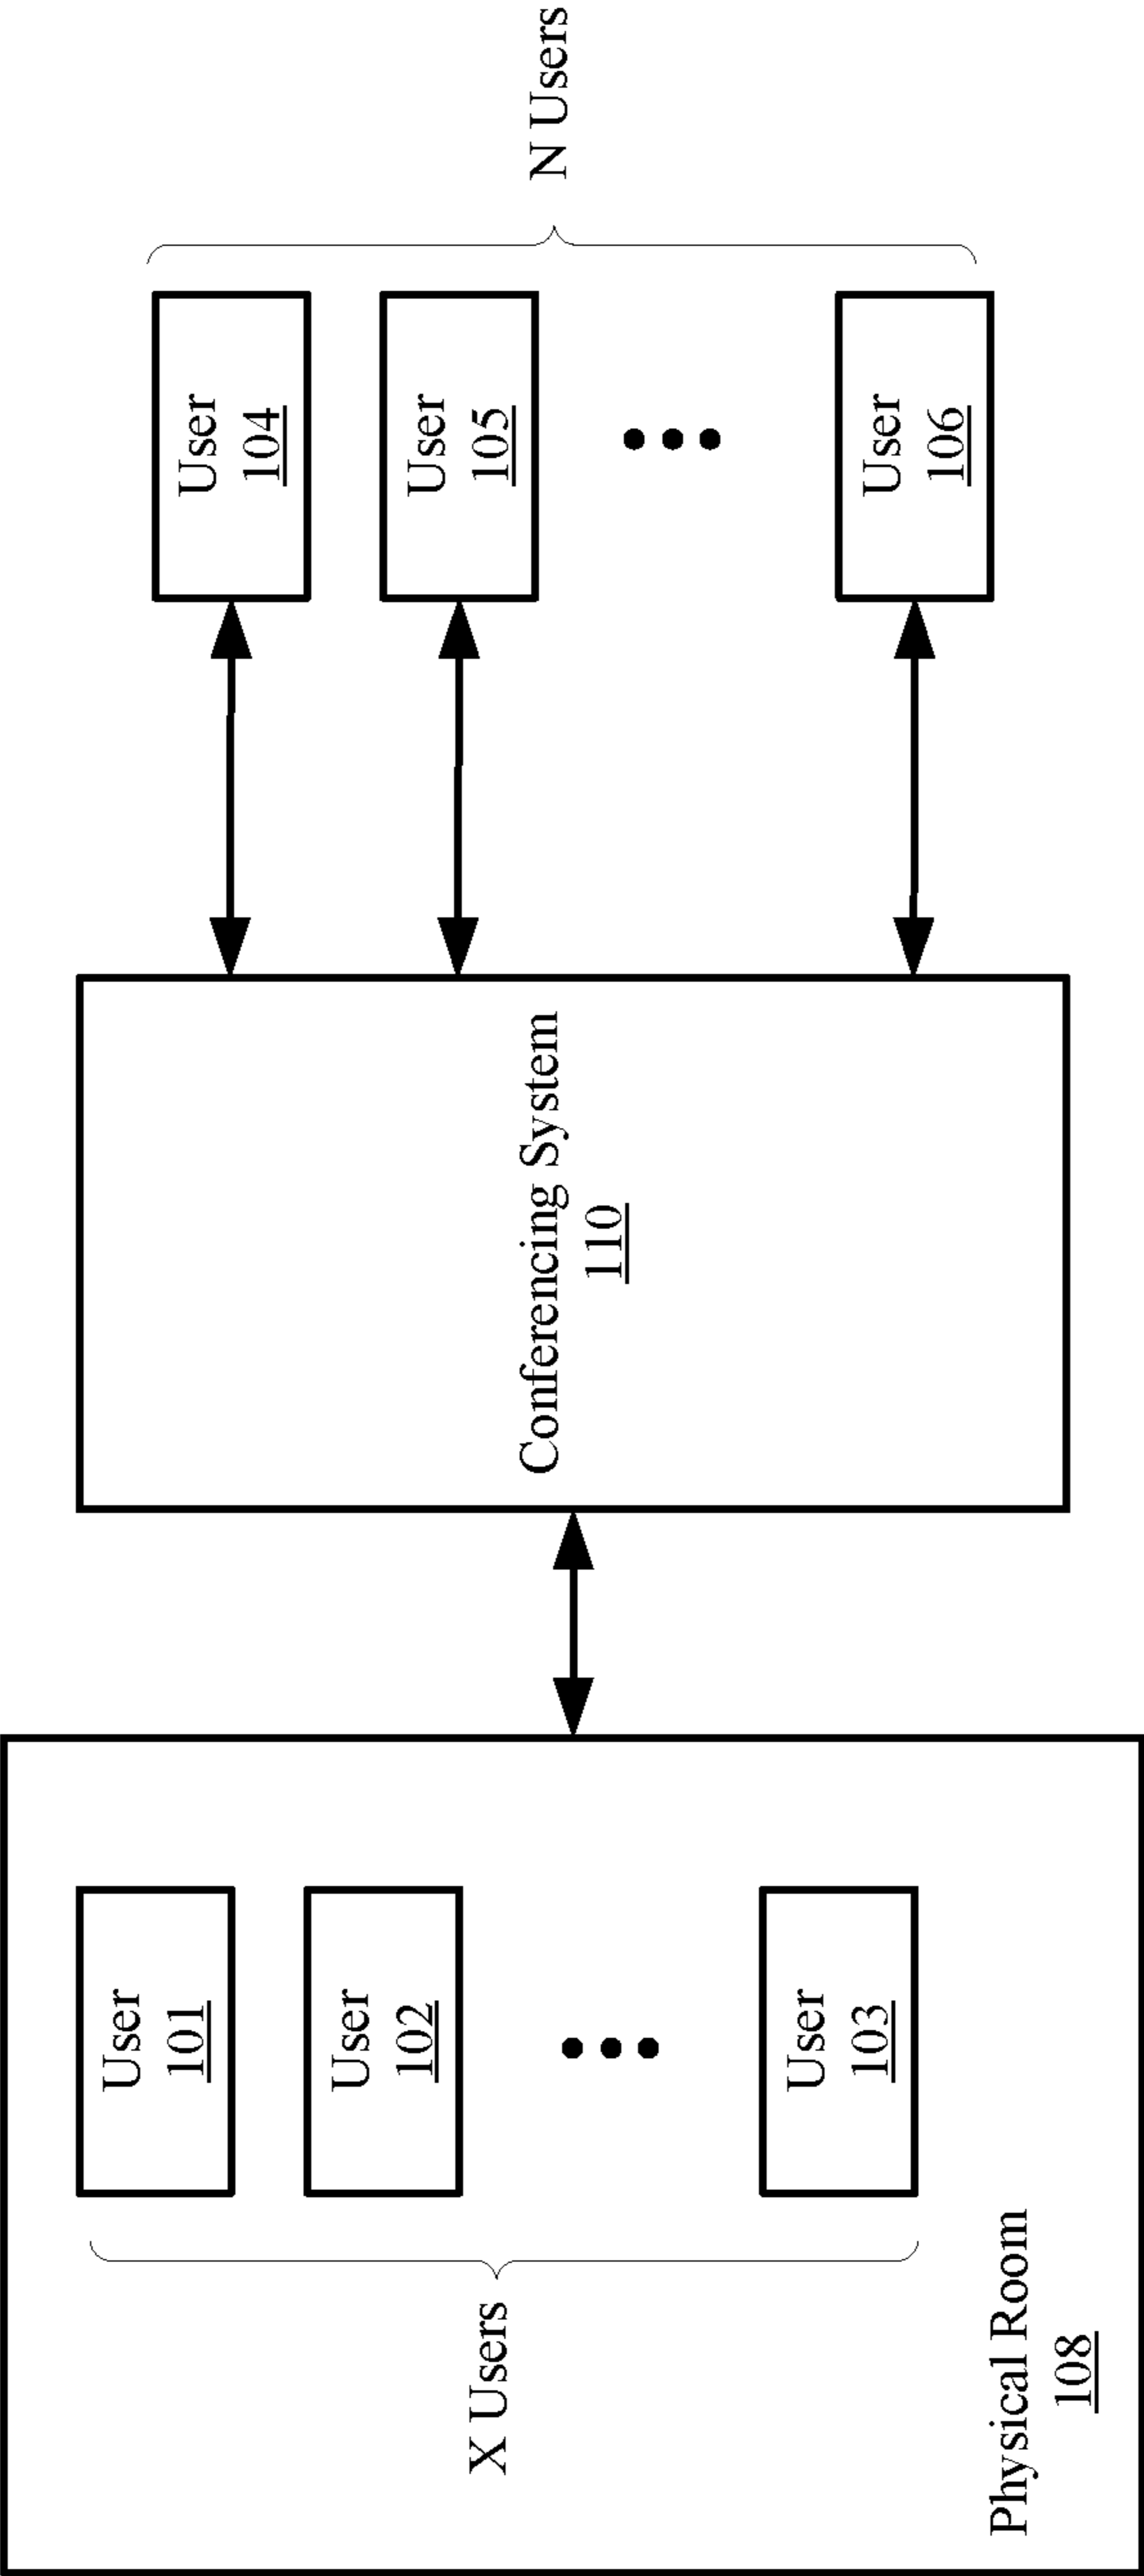 X Users
User
101
User
102
User
103
Physical Room
108
Conferencing System
110
User
104
User
105
User
106
N Users